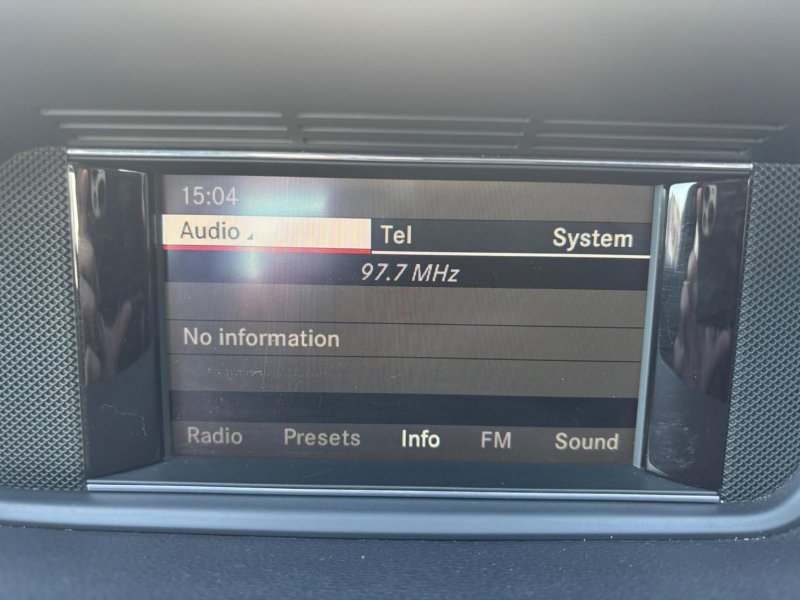 15:04
Audio Tel System
97.7 MHz
No information
Radio Presets Info FM Sound